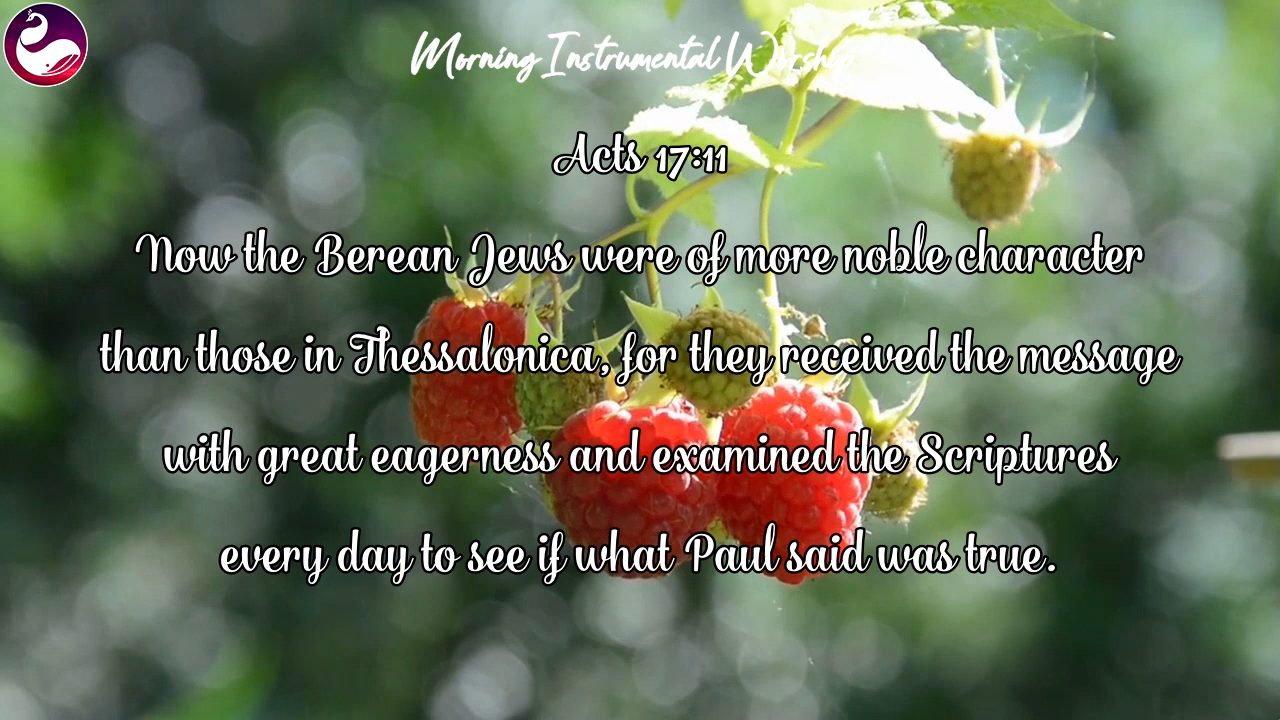 Morning Instrumental Worship
Acts 17:11
Now the Berean Jews were of more noble character
than those in Thessalonica, for they received the message
with great eagerness and examined the Scriptures
every day to see if what Paul said was true.